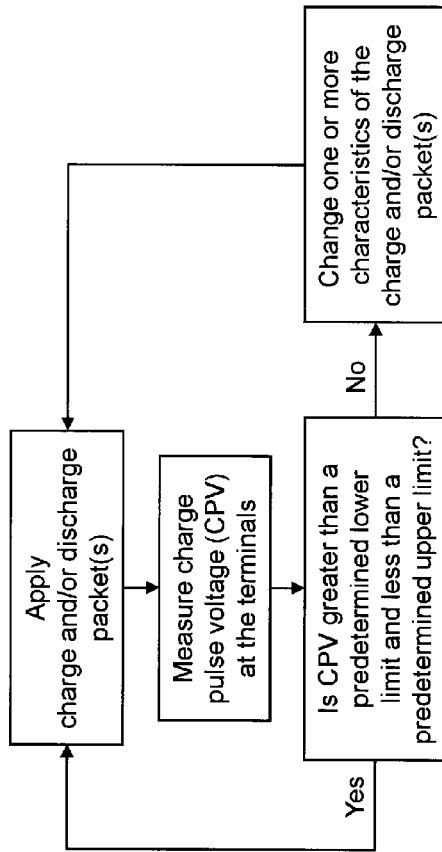 Apply
charge and/or discharge
packet(s)
Measure charge
pulse voltage (CPV)
at the terminals
Is CPV greater than a
predetermined lower
limit and less than a
predetermined upper limit?
Yes
No
Change one or more
characteristics of the
charge and/or discharge
packet(s)